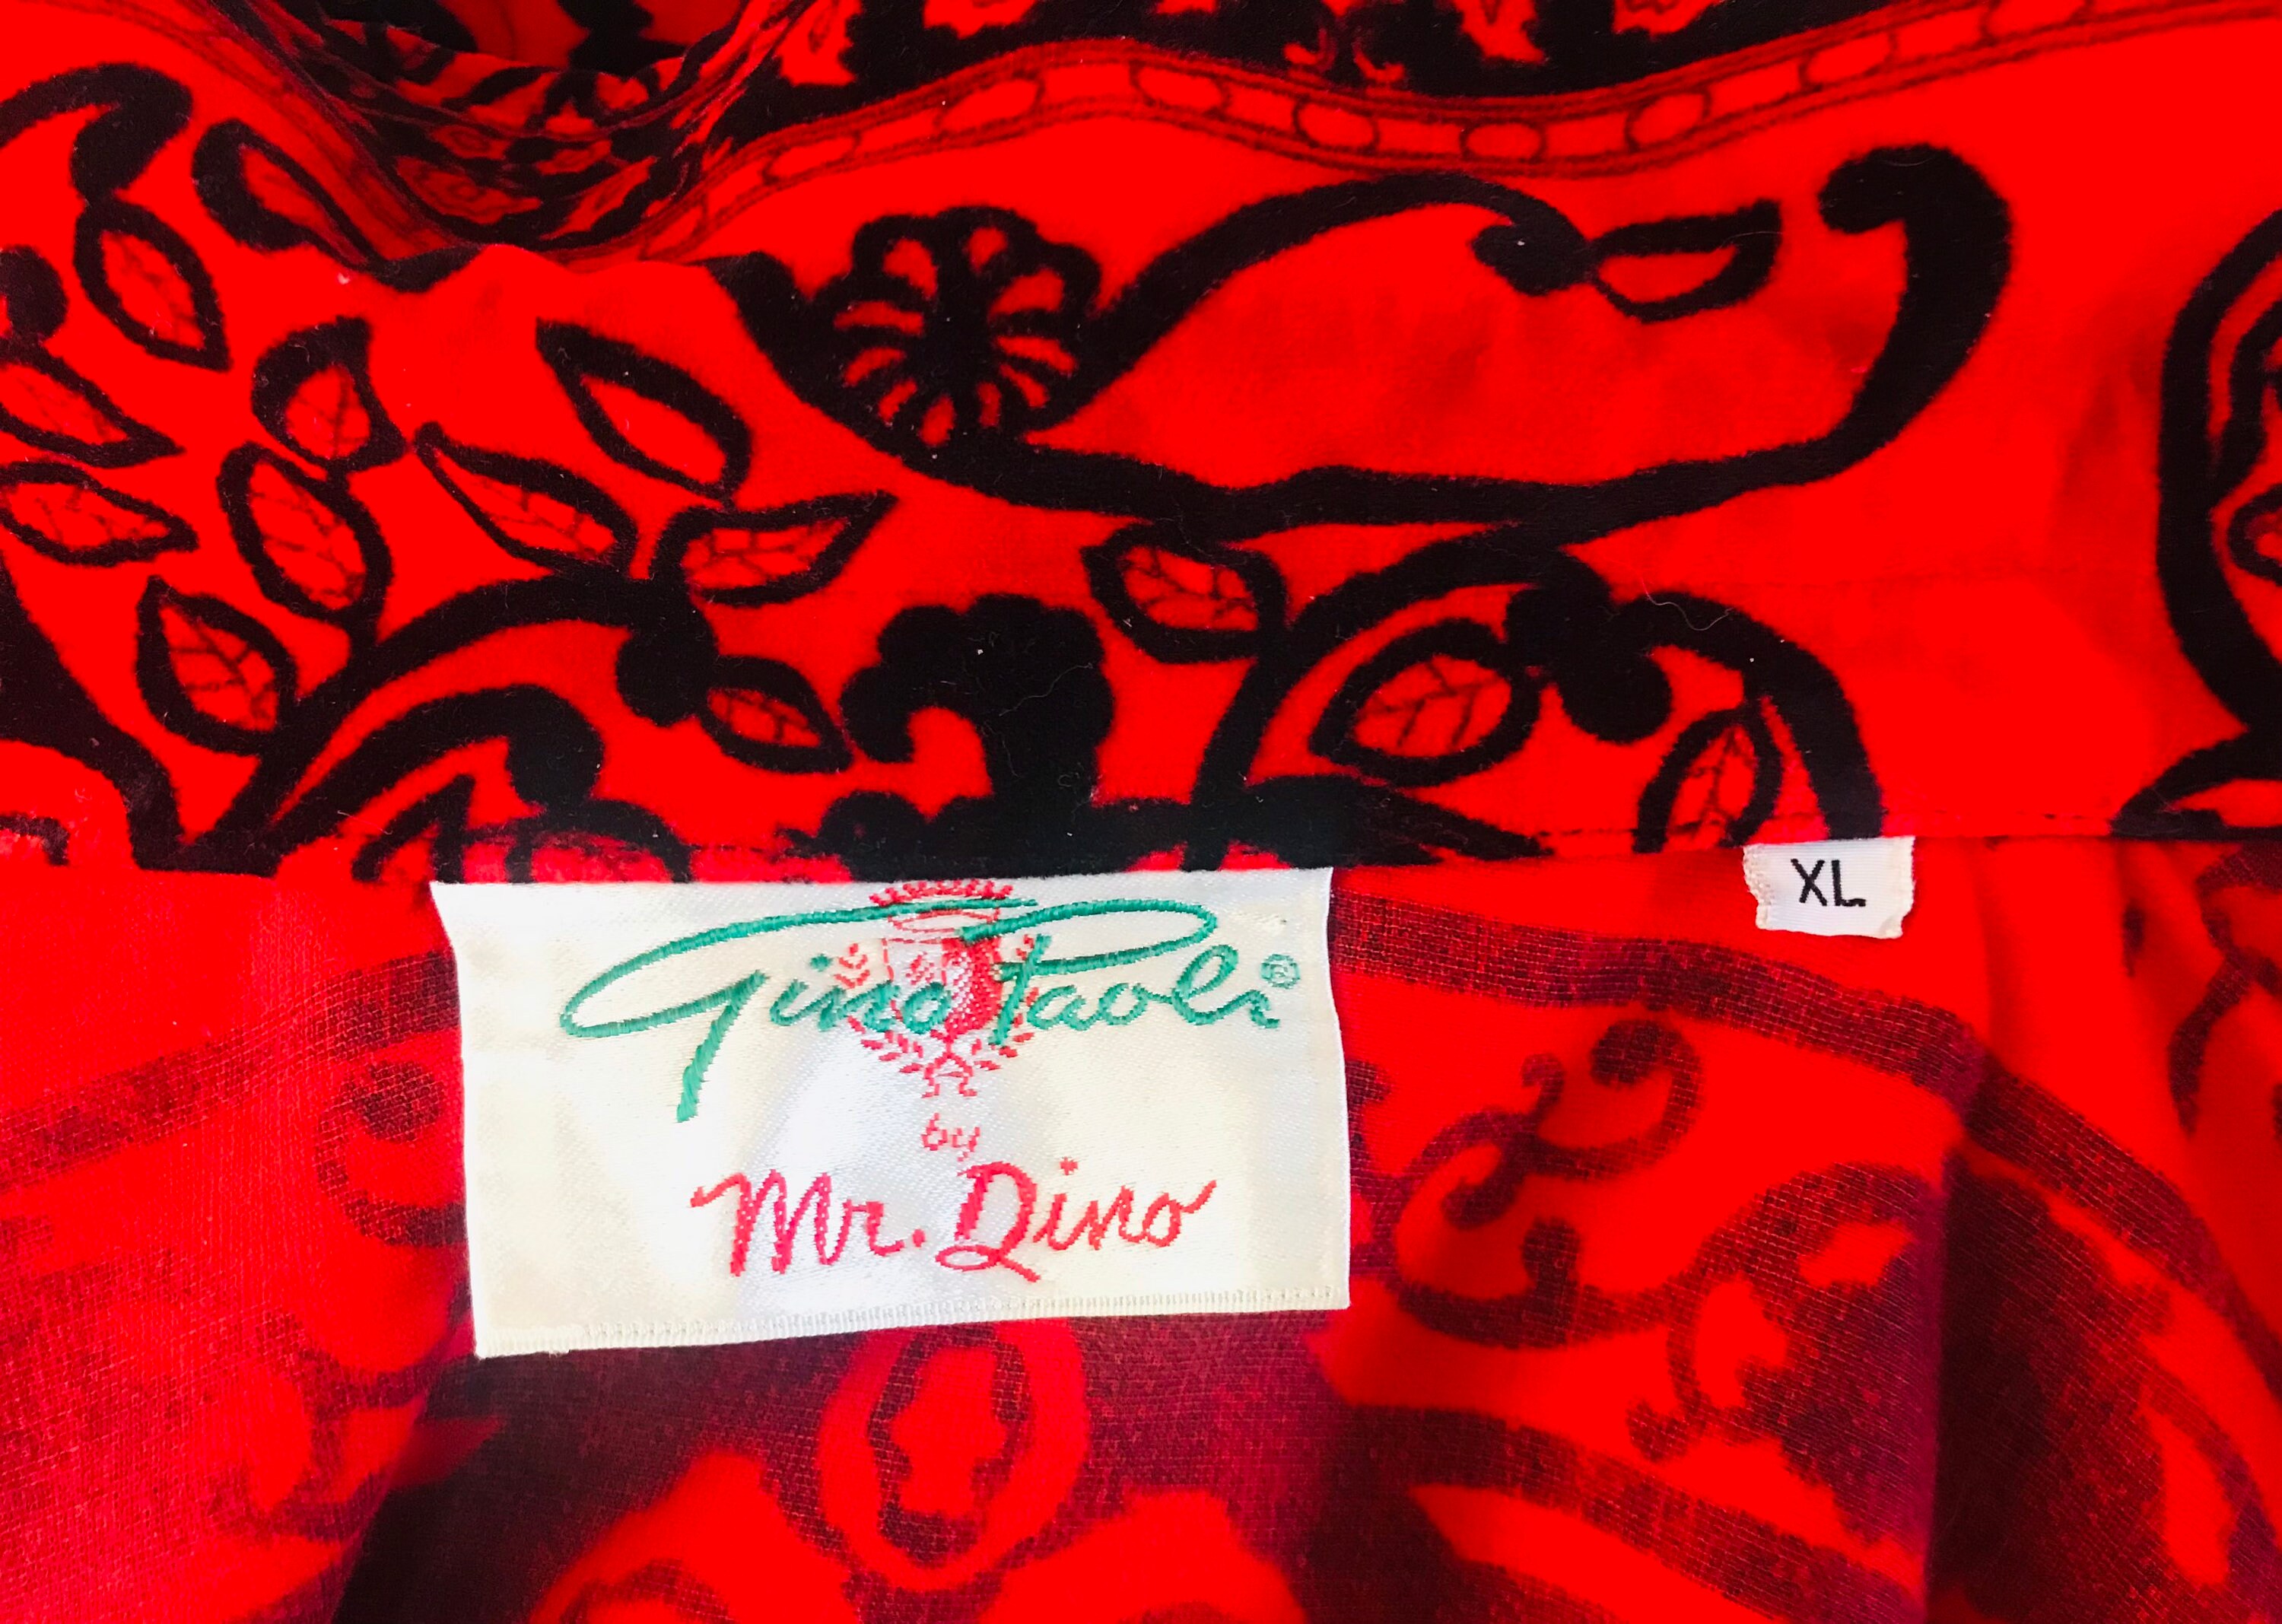 Gino Paoli®
by
Mr. Dino
XL